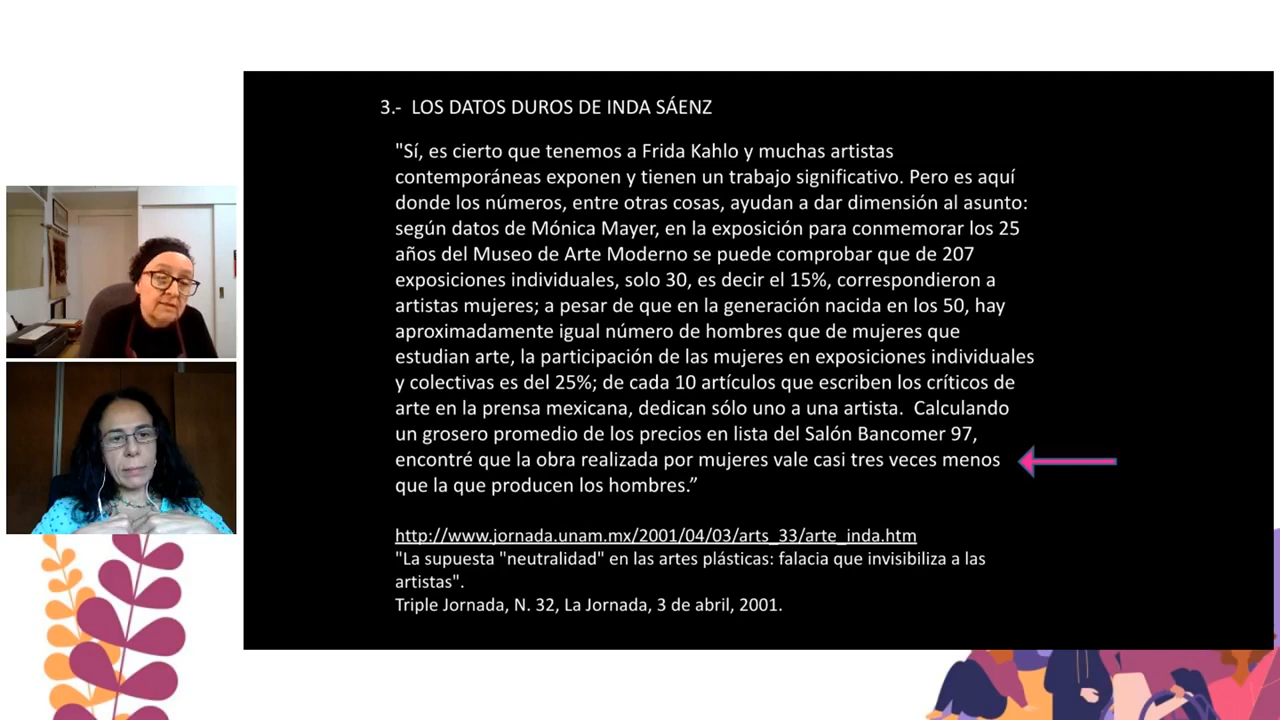 3.- LOS DATOS DUROS DE INDA SÁENZ
"Sí, es cierto que tenemos a Frida Kahlo y muchas artistas
contemporáneas exponen y tienen un trabajo significativo. Pero es aquí
donde los números, entre otras cosas, ayudan a dar dimensión al asunto:
según datos de Mónica Mayer, en la exposición para conmemorar los 25
años del Museo de Arte Moderno se puede comprobar que de 207
exposiciones individuales, solo 30, es decir el 15%, correspondieron a
artistas mujeres; a pesar de que en la generación nacida en los 50, hay
aproximadamente igual número de hombres que de mujeres que
estudian arte, la participación de las mujeres en exposiciones individuales
y colectivas es del 25%; de cada 10 artículos que escriben los críticos de
arte en la prensa mexicana, dedican sólo uno a una artista.  Calculando
un grosero promedio de los precios en lista del Salón Bancomer 97,
encontré que la obra realizada por mujeres vale casi tres veces menos
que la que producen los hombres.”
http://www.jornada.unam.mx/2001/04/03/arts_33/arte_inda.htm
"La supuesta "neutralidad" en las artes plásticas: falacia que invisibiliza a las
artistas".
Triple Jornada, N. 32, La Jornada, 3 de abril, 2001.